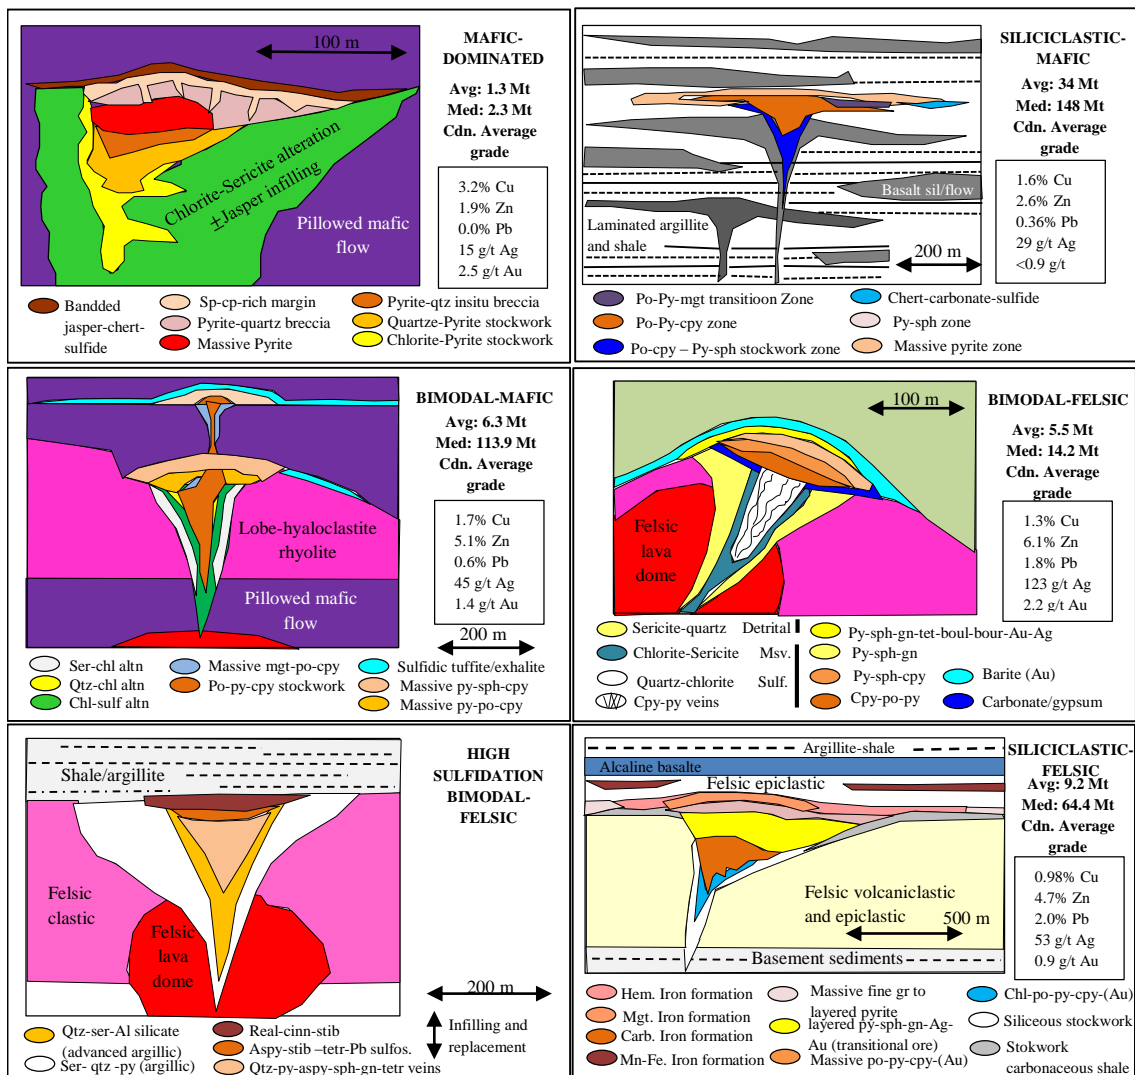 100 m
MAFIC-
DOMINATED
Avg: 1.3 Mt
Med: 2.3 Mt
Cdn. Average
grade
3.2% Cu
1.9% Zn
0.0% Pb
15 g/t Ag
2.5 g/t Au
Chlorite-Sericite alteration
±Jasper infilling
Pillowed mafic
flow
Bandded
jasper-chert-
sulfide
Sp-cp-rich margin
Pyrite-quartz breccia
Massive Pyrite
Pyrite-qtz insitu breccia
Quartze-Pyrite stockwork
Chlorite-Pyrite stockwork
SILICICLASTIC-
MAFIC
Avg: 34 Mt
Med: 148 Mt
Cdn. Average
grade
1.6% Cu
2.6% Zn
0.36% Pb
29 g/t Ag
<0.9 g/t
Basalt sil/flow
Laminated argillite
and shale
200 m
Po-Py-mgt transitioon Zone
Po-Py-cpy zone
Po-cpy – Py-sph stockwork zone
Chert-carbonate-sulfide
Py-sph zone
Massive pyrite zone
BIMODAL-MAFIC
Avg: 6.3 Mt
Med: 113.9 Mt
Cdn. Average
grade
1.7% Cu
5.1% Zn
0.6% Pb
45 g/t Ag
1.4 g/t Au
Lobe-hyaloclastite
rhyolite
Pillowed mafic
flow
200 m
Ser-chl altn
Qtz-chl altn
Chl-sulf altn
Massive mgt-po-cpy
Po-py-cpy stockwork
Sulfidic tuffite/exhalite
Massive py-sph-cpy
Massive py-po-cpy
100 m
BIMODAL-FELSIC
Avg: 5.5 Mt
Med: 14.2 Mt
Cdn. Average
grade
1.3% Cu
6.1% Zn
1.8% Pb
123 g/t Ag
2.2 g/t Au
Felsic
lava
dome
Sericite-quartz
Chlorite-Sericite
Quartz-chlorite
Cpy-py veins
Detrital
Msv.
Sulf.
Py-sph-gn-tet-boul-bour-Au-Ag
Py-sph-gn
Py-sph-cpy
Cpy-po-py
Barite (Au)
Carbonate/gypsum
HIGH
SULFIDATION
BIMODAL-
FELSIC
Shale/argillite
Felsic
clastic
Felsic
lava
dome
200 m
Infilling and
replacement
Qtz-ser-Al silicate
(advanced argillic)
Ser- qtz -py (argillic)
Real-cinn-stib
Aspy-stib –tetr-Pb sulfos.
Qtz-py-aspy-sph-gn-tetr veins
SILICICLASTIC-
FELSIC
Avg: 9.2 Mt
Med: 64.4 Mt
Cdn. Average
grade
0.98% Cu
4.7% Zn
2.0% Pb
53 g/t Ag
0.9 g/t Au
Argillite-shale
Alcaline basalte
Felsic epiclastic
Felsic volcaniclastic
and epiclastic
500 m
Basement sediments
Hem. Iron formation
Mgt. Iron formation
Carb. Iron formation
Mn-Fe. Iron formation
Massive fine gr to
layered pyrite
layered py-sph-gn-Ag-
Au (transitional ore)
Massive po-py-cpy-(Au)
Chl-po-py-cpy-(Au)
Siliceous stockwork
Stokwork
carbonaceous shale